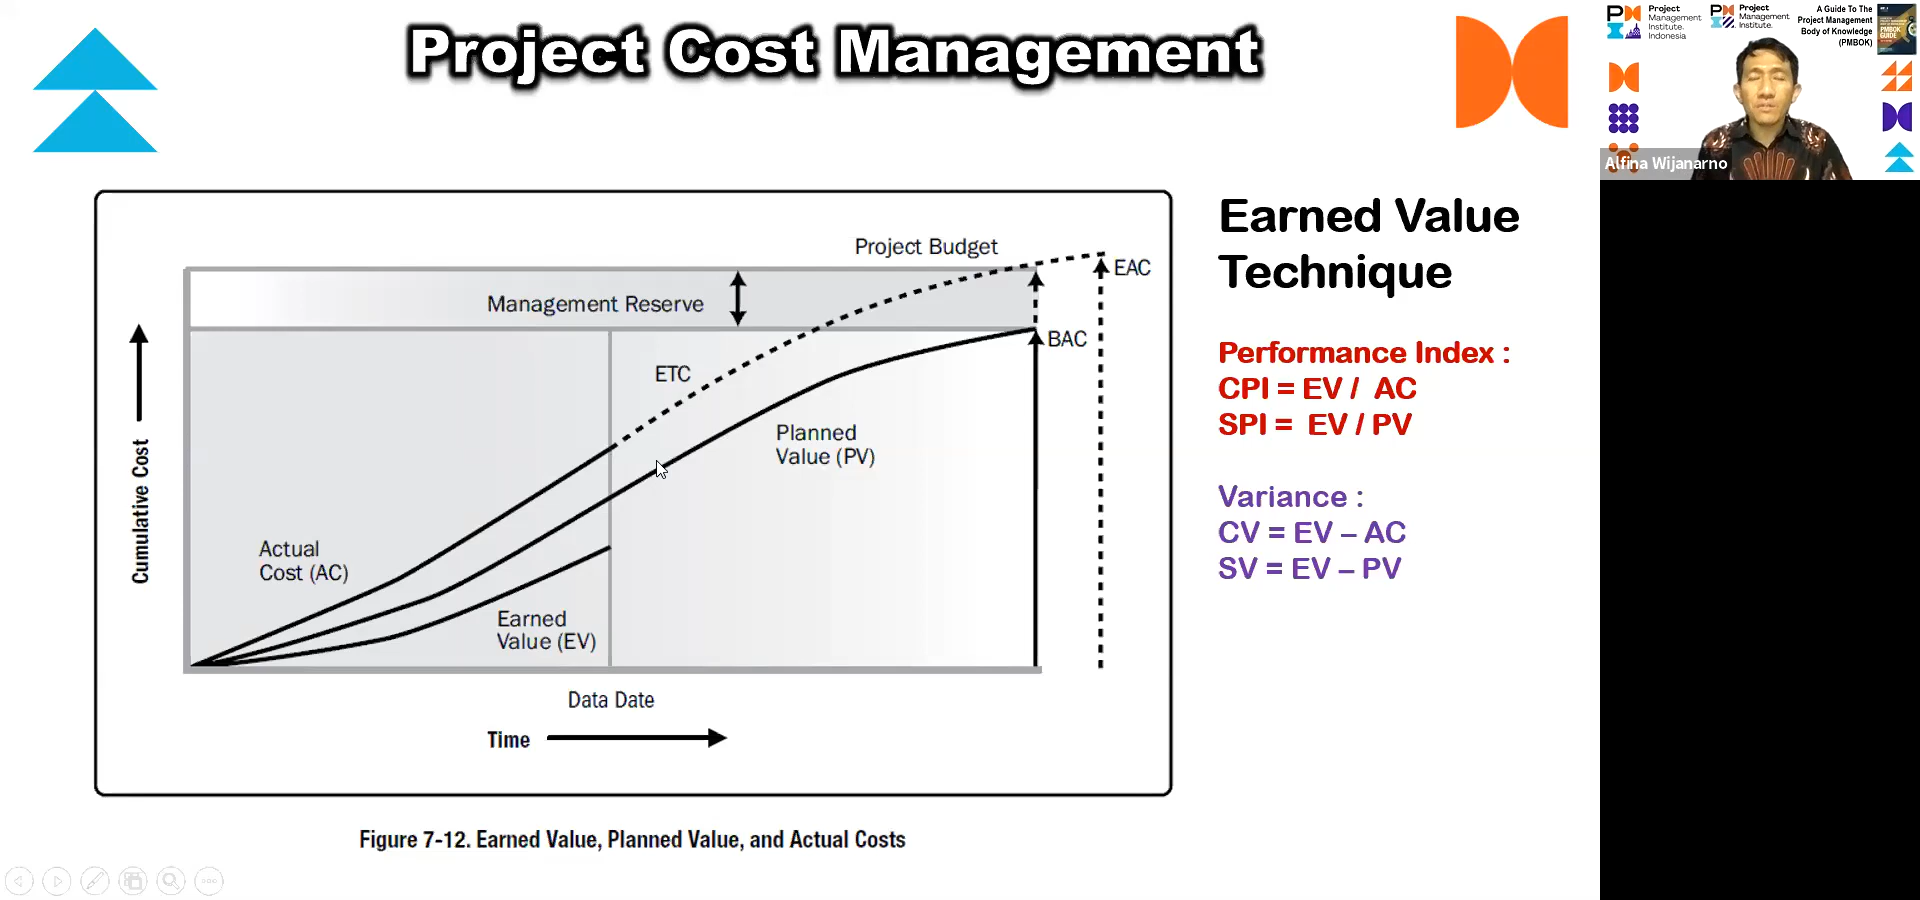 Project Cost Management
Project
Management
Institute.
Indonesia
Project
Management
Institute.
A Guide To The
Project Management
Body of Knowledge
(PMBOK)
PMBOK
GUIDE
Alfina Wijanarno
Project Budget
EAC
Management Reserve
BAC
ETC
Planned
Value (PV)
Cumulative Cost
Actual
Cost (AC)
Earned
Value (EV)
Data Date
Time
Figure 7-12. Earned Value, Planned Value, and Actual Costs
Earned Value
Technique
Performance Index :
CPI = EV / AC
SPI = EV / PV
Variance :
CV = EV – AC
SV = EV – PV